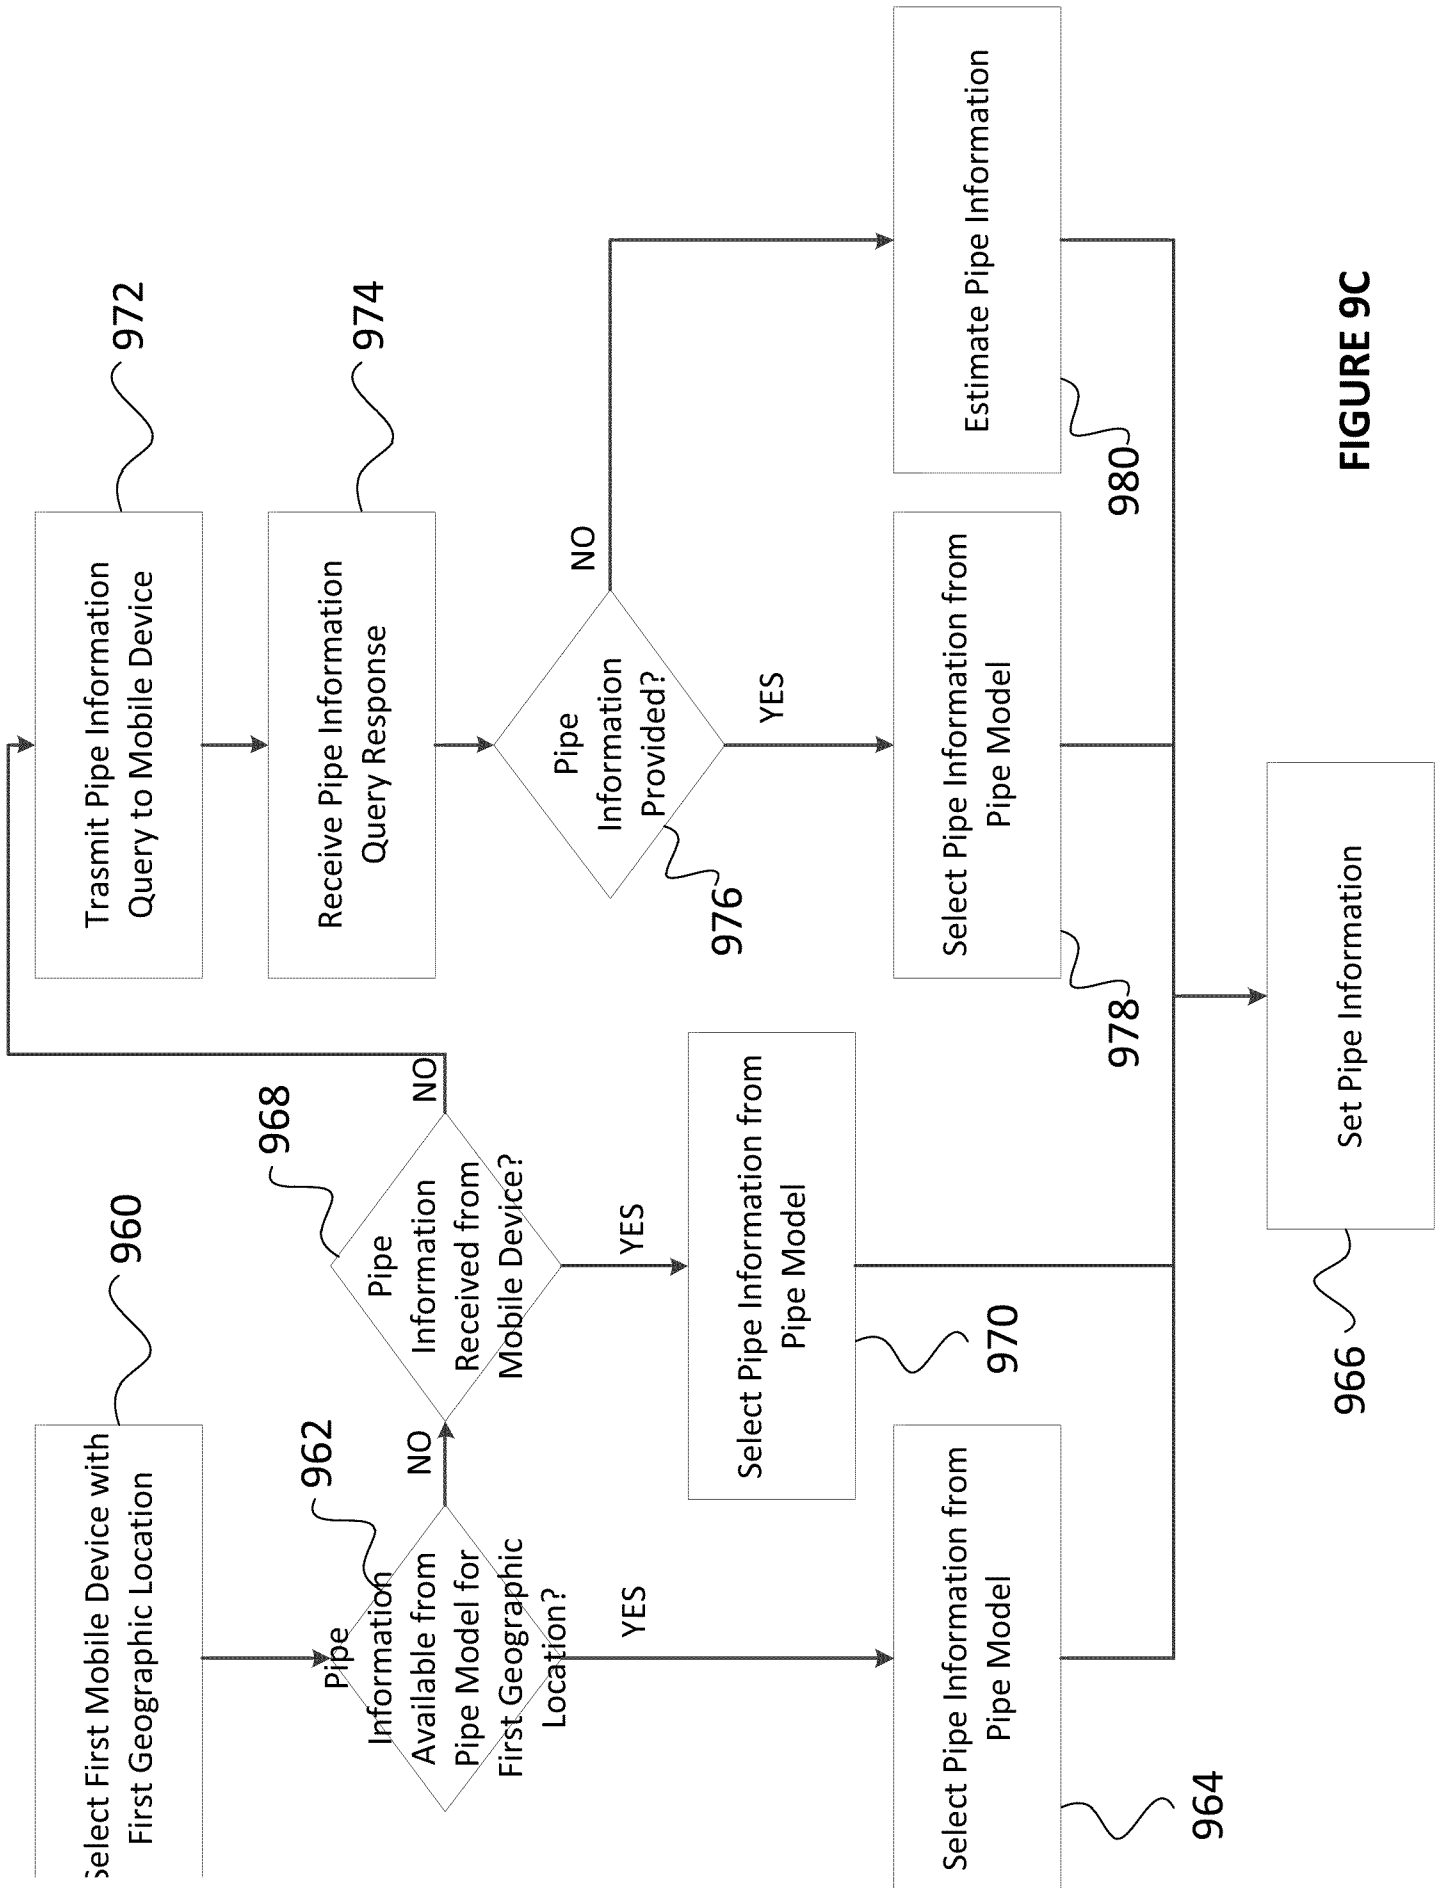 Select First Mobile Device with
First Geographic Location
960
Pipe
Information
Available from
Pipe Model for
First Geographic
Location?
962
NO
YES
Select Pipe Information from
Pipe Model
964
Pipe
Information
Received from
Mobile Device?
968
NO
YES
Select Pipe Information from
Pipe Model
970
Trasmit Pipe Information
Query to Mobile Device
972
Receive Pipe Information
Query Response
974
Pipe
Information
Provided?
976
NO
YES
Select Pipe Information from
Pipe Model
978
Estimate Pipe Information
980
Set Pipe Information
966
FIGURE 9C